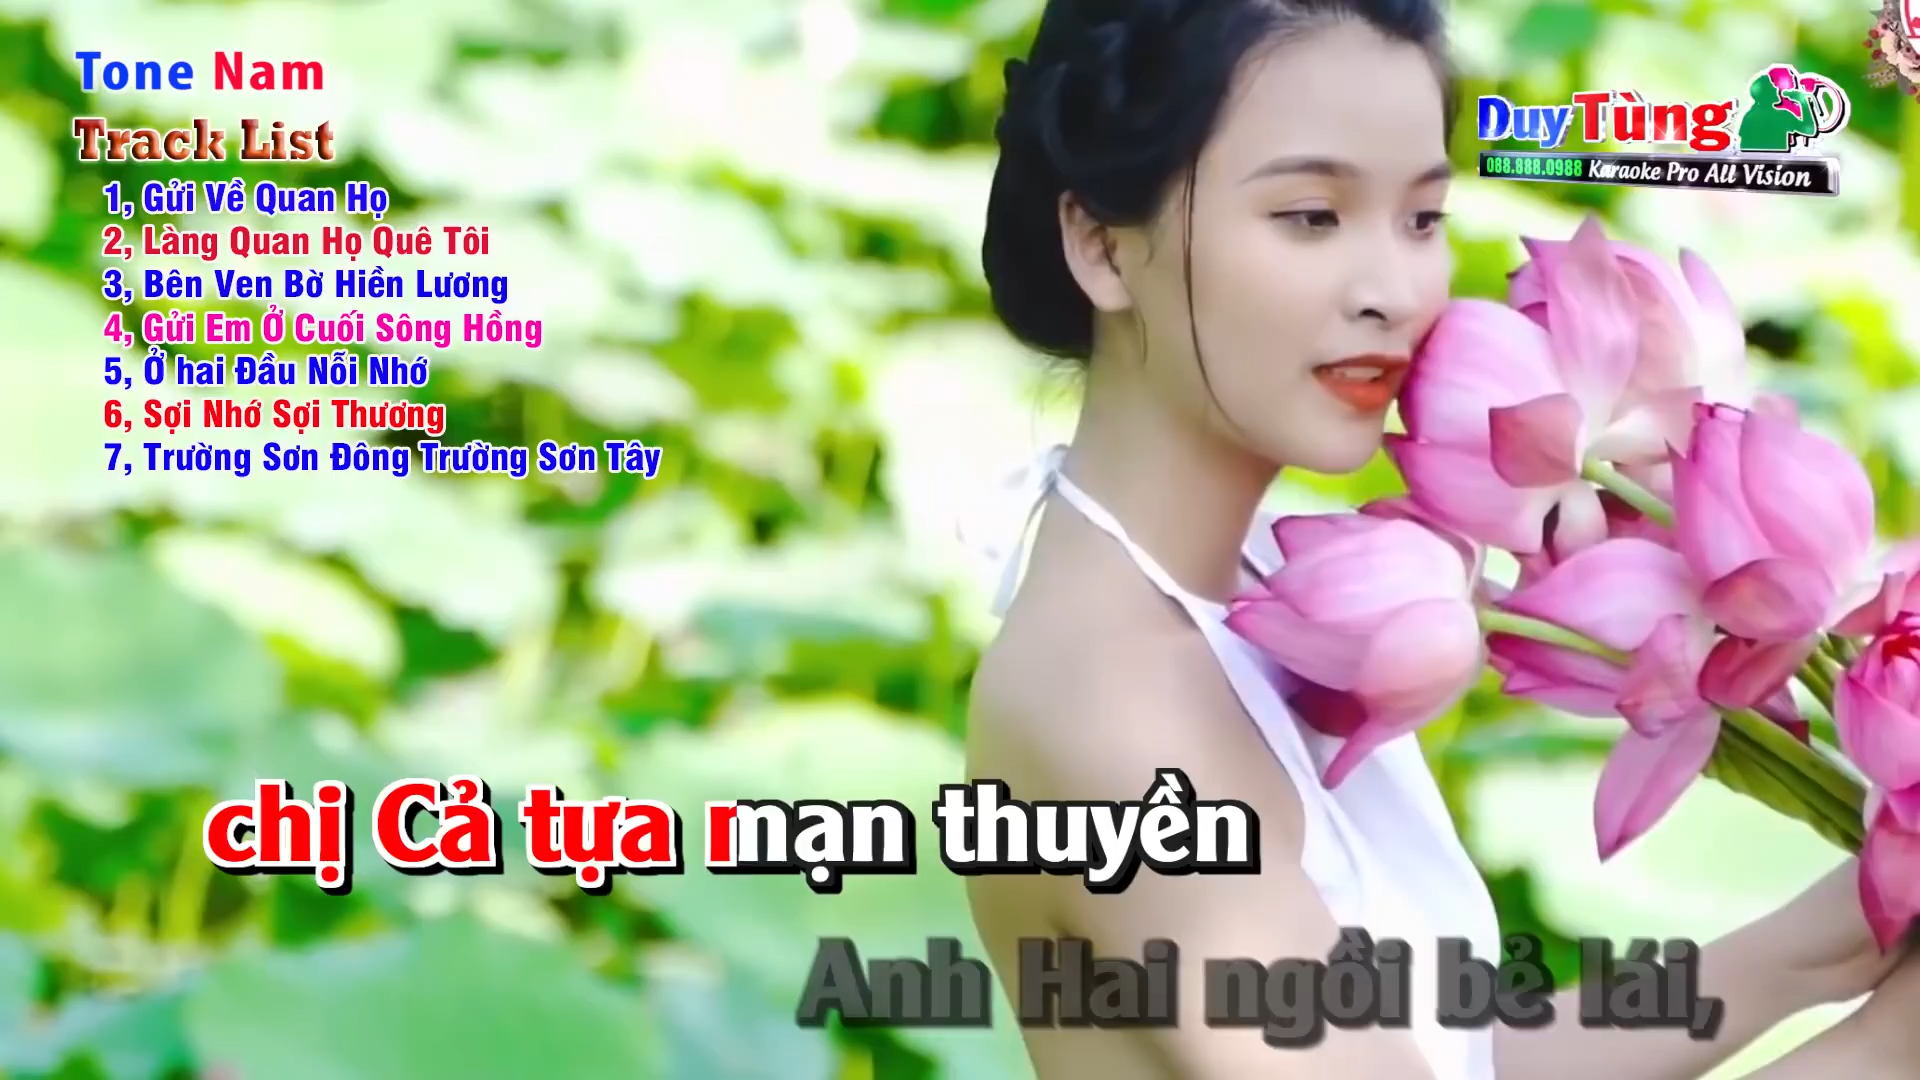 Tone Nam
Track List
1, Gửi Về Quan Họ
2, Làng Quan Họ Quê Tôi
3, Bên Ven Bờ Hiền Lương
4, Gửi Em Ở Cuối Sông Hồng
5, Ở hai Đầu Nỗi Nhớ
6, Sợi Nhớ Sợi Thương
7, Trường Sơn Đông Trường Sơn Tây
Duy Tùng
088.888.0988 Karaoke Pro All Vision
chị Cả tựa mạn thuyền
Anh Hai ngồi bẻ lái,